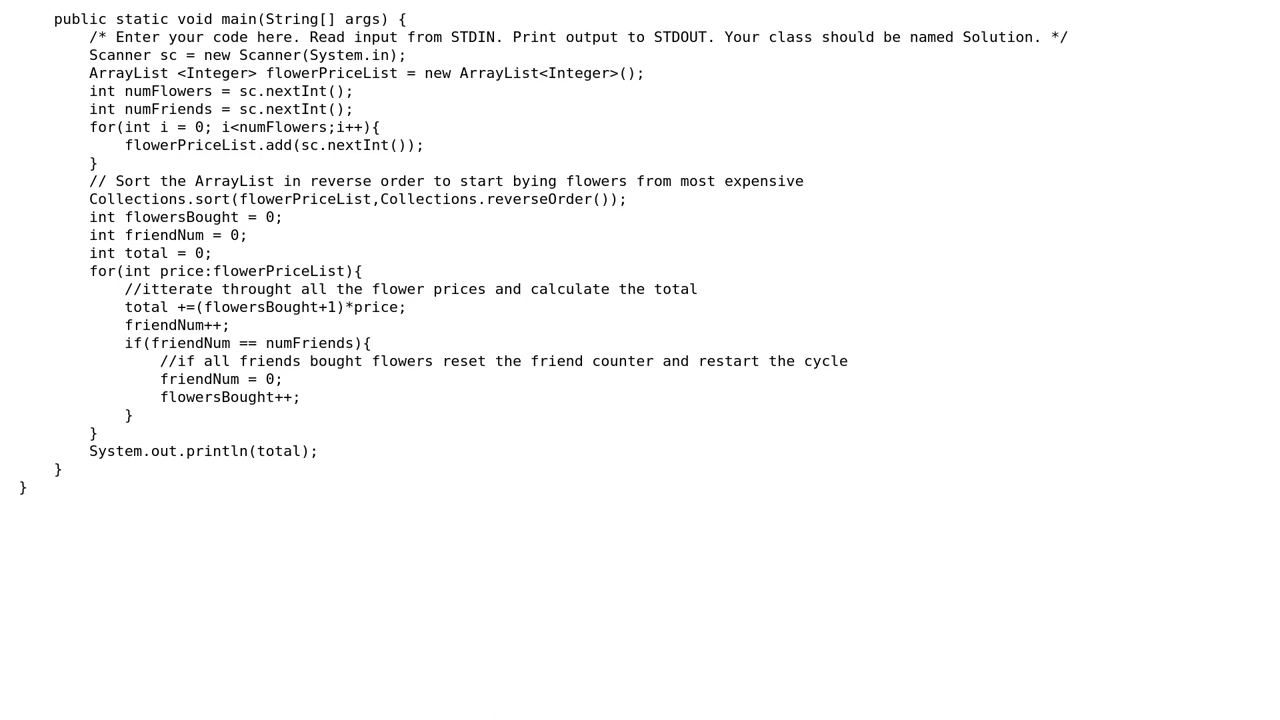 public static void main(String[] args) {
/* Enter your code here. Read input from STDIN. Print output to STDOUT. Your class should be named Solution. */
Scanner sc = new Scanner(System.in);
ArrayList <Integer> flowerPriceList = new ArrayList<Integer>();
int numFlowers = sc.nextInt();
int numFriends = sc.nextInt();
for(int i = 0; i<numFlowers;i++){
flowerPriceList.add(sc.nextInt());
}
// Sort the ArrayList in reverse order to start bying flowers from most expensive
Collections.sort(flowerPriceList,Collections.reverseOrder());
int flowersBought = 0;
int friendNum = 0;
int total = 0;
for(int price:flowerPriceList){
//itterate throught all the flower prices and calculate the total
total +=(flowersBought+1)*price;
friendNum++;
if(friendNum == numFriends){
//if all friends bought flowers reset the friend counter and restart the cycle
friendNum = 0;
flowersBought++;
}
}
System.out.println(total);
}
}